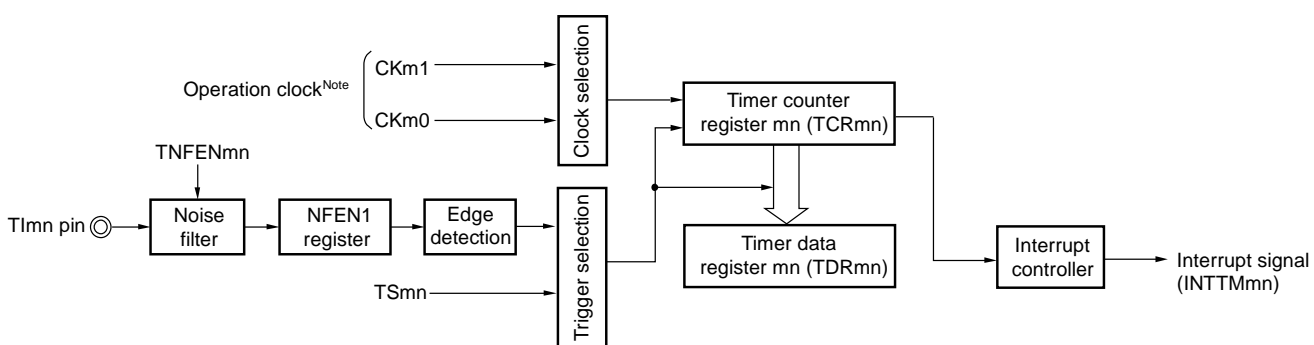 Operation clockNote
CKm1
CKm0
Clock selection
Timer counter
register mn (TCRmn)
TNFENmn
TImn pin
Noise
filter
NFEN1
register
Edge
detection
TSmn
Trigger selection
Timer data
register mn (TDRmn)
Interrupt
controller
Interrupt signal
(INTTMmn)